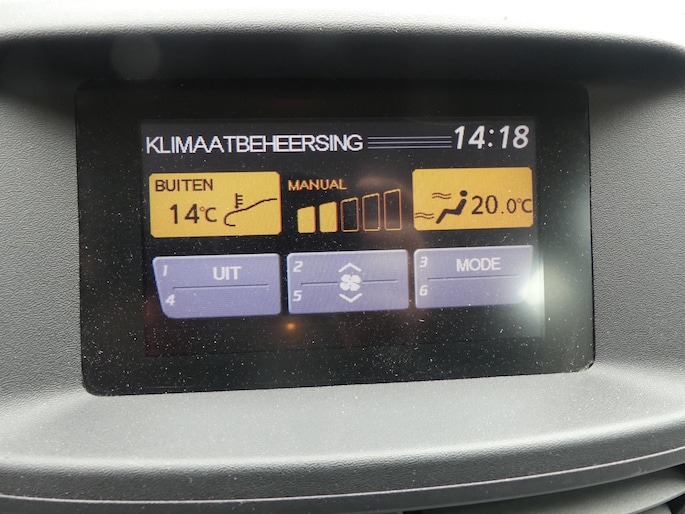 KLIMAATBEHEERSING 14:18
BUITEN
14°C
MANUAL
20.0°C
1 UIT
4
2
5
3 MODE
6